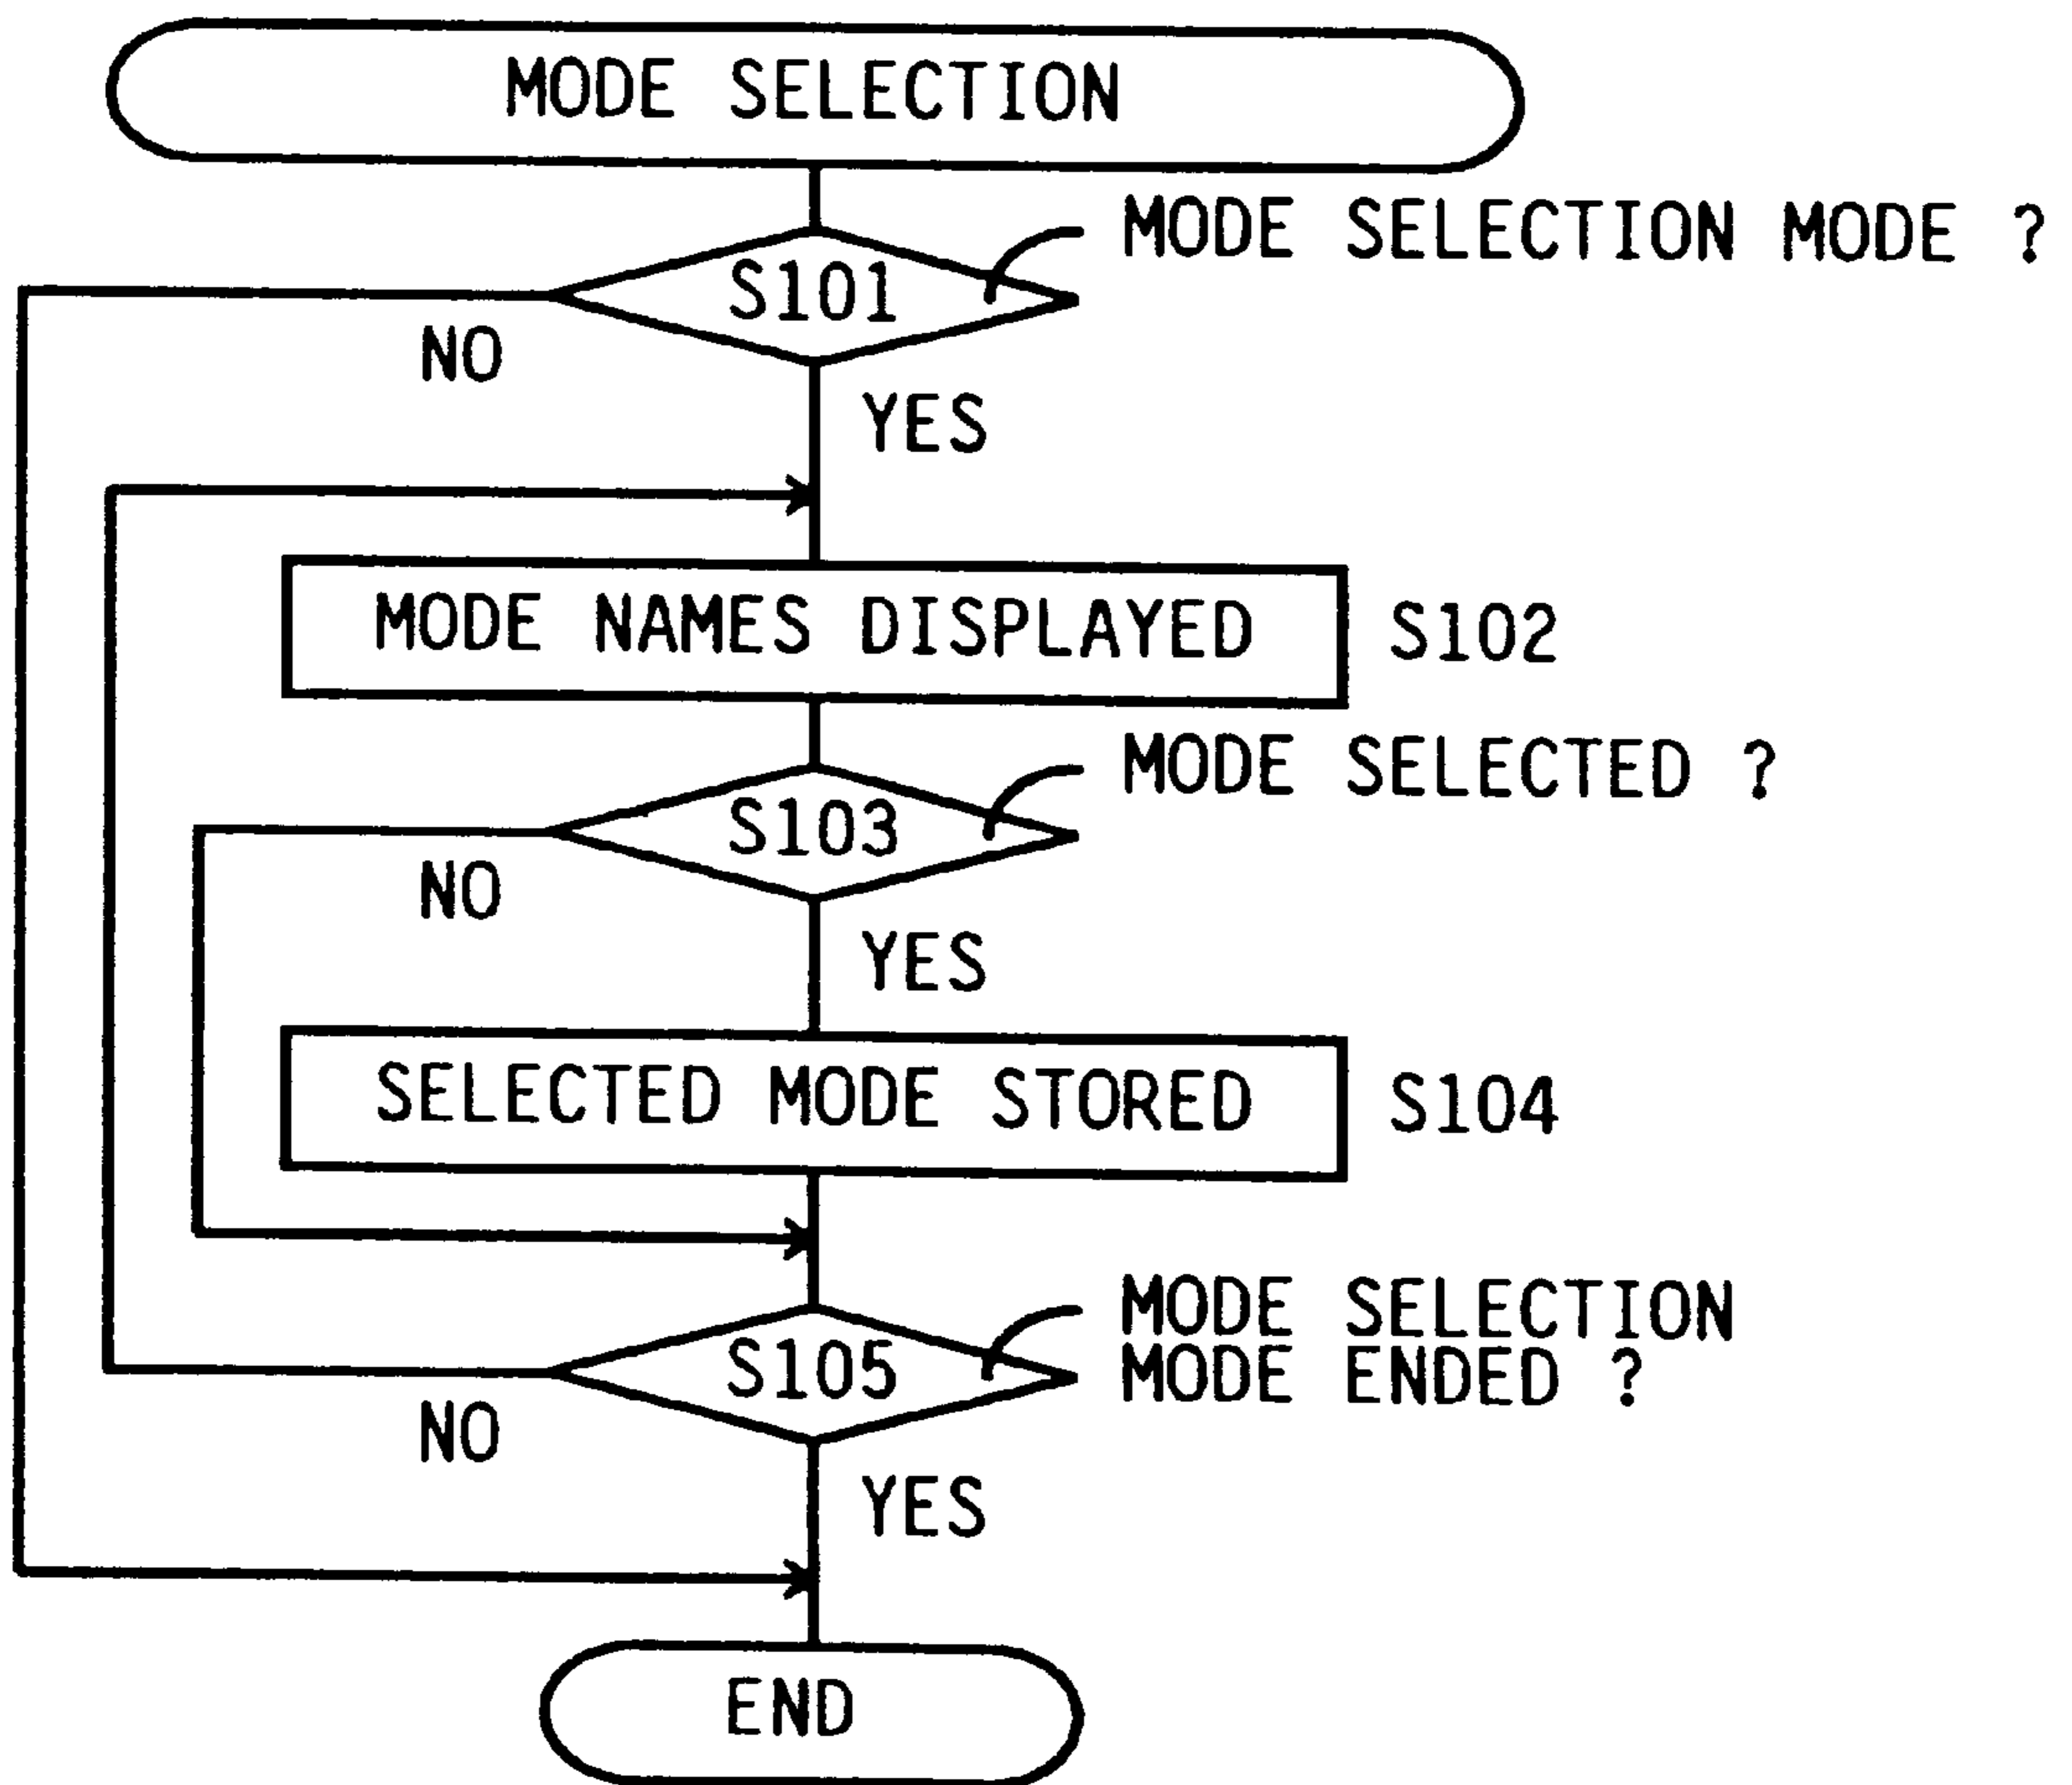 MODE SELECTION
MODE SELECTION MODE ?
S101
NO
YES
MODE NAMES DISPLAYED
S102
MODE SELECTED ?
S103
NO
YES
SELECTED MODE STORED
S104
MODE SELECTION
MODE ENDED ?
S105
NO
YES
END